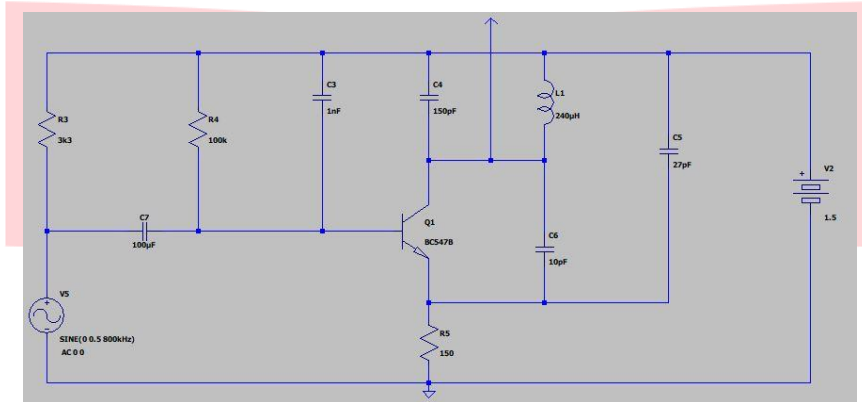 C3
1nF
C4
150pF
L1
240µH
R3
3k3
R4
100k
C5
27pF
V2
+
1.5
C7
100µF
Q1
BC547B
C6
10pF
V5
+
SINE(0 0.5 800kHz)
AC 0 0
R5
150